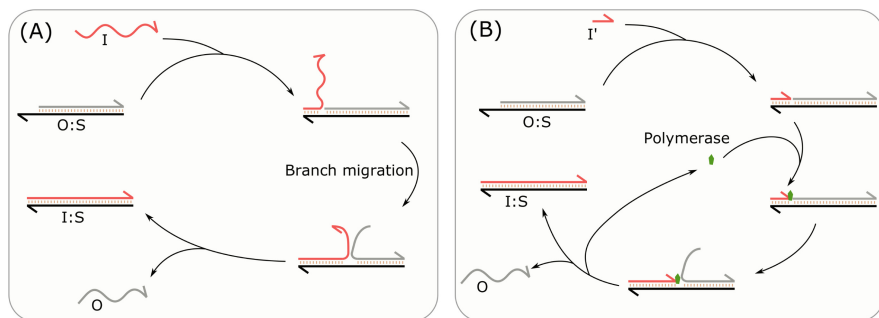 (A)
I
O:S
Branch migration
I:S
O
(B)
I'
O:S
Polymerase
I:S
O